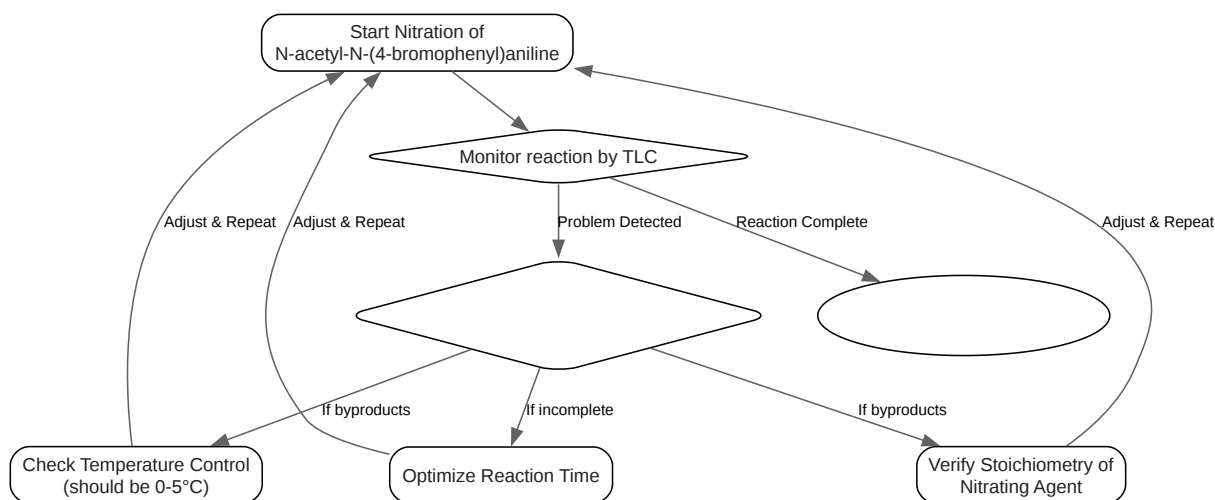 Start Nitration of
N-acetyl-N-(4-bromophenyl)aniline
Monitor reaction by TLC
Adjust & Repeat
Adjust & Repeat
Problem Detected
Reaction Complete
Adjust & Repeat
If byproducts
If incomplete
If byproducts
Check Temperature Control
(should be 0-5°C)
Optimize Reaction Time
Verify Stoichiometry of
Nitrating Agent